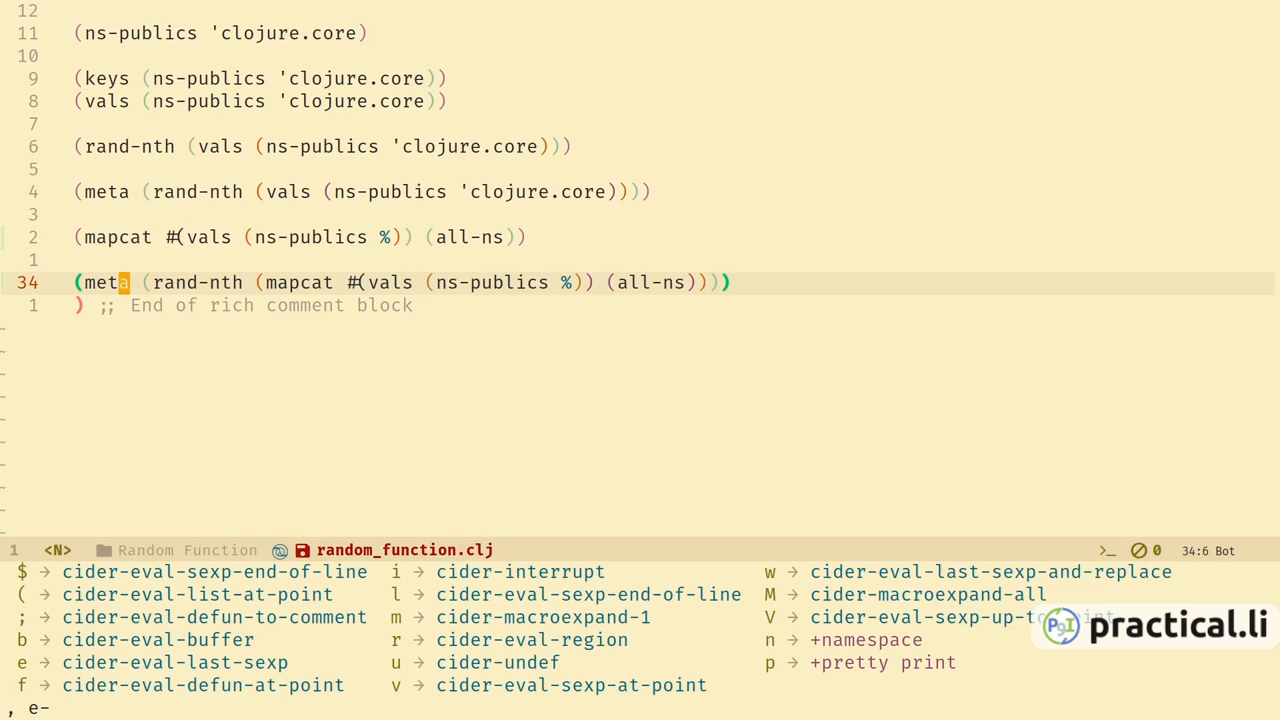 12
11 (ns-publics 'clojure.core)
10
9 (keys (ns-publics 'clojure.core))
8 (vals (ns-publics 'clojure.core))
7
6 (rand-nth (vals (ns-publics 'clojure.core)))
5
4 (meta (rand-nth (vals (ns-publics 'clojure.core))))
3
2 (mapcat #(vals (ns-publics %)) (all-ns))
1
34 (meta (rand-nth (mapcat #(vals (ns-publics %)) (all-ns))))
1 ) ;; End of rich comment block
~
~
~
~
~
~
~
~
~
~
1 <N> Random Function random_function.clj >_ 0 34:6 Bot
$ → cider-eval-sexp-end-of-line i → cider-interrupt w → cider-eval-last-sexp-and-replace
( → cider-eval-list-at-point l → cider-eval-sexp-end-of-line M → cider-macroexpand-all
; → cider-eval-defun-to-comment m → cider-macroexpand-1 V → cider-eval-sexp-up-to-point
b → cider-eval-buffer r → cider-eval-region n → +namespace
e → cider-eval-last-sexp u → cider-undef p → +pretty print
f → cider-eval-defun-at-point v → cider-eval-sexp-at-point
, e-
practical.li